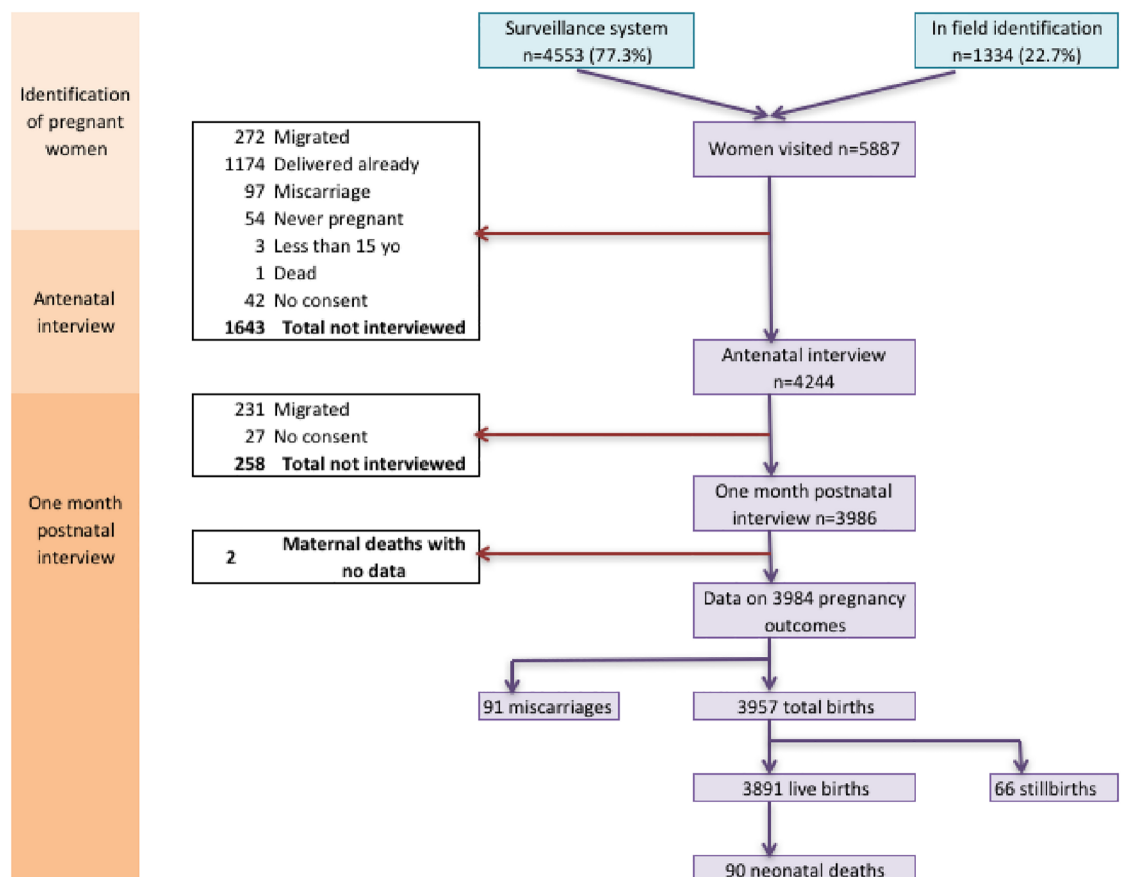 Surveillance system
n=4553 (77.3%)
In field identification
n=1334 (22.7%)
Identification
of pregnant
women
Women visited n=5887
272 Migrated
1174 Delivered already
97 Miscarriage
54 Never pregnant
3 Less than 15 yo
1 Dead
42 No consent
1643 Total not interviewed
Antenatal
interview
Antenatal interview
n=4244
231 Migrated
27 No consent
258 Total not interviewed
One month
postnatal
interview
One month postnatal
interview n=3986
2 Maternal deaths with
no data
Data on 3984 pregnancy
outcomes
91 miscarriages
3957 total births
3891 live births
66 stillbirths
90 neonatal deaths